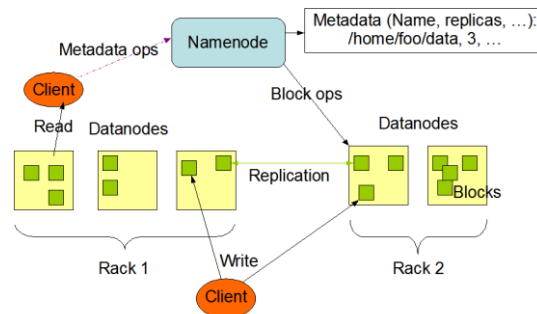 Metadata (Name, replicas, …):
/home/foo/data, 3, …
Namenode
Metadata ops
Client
Block ops
Read
Datanodes
Datanodes
Replication
Blocks
Write
Rack 1
Rack 2
Client